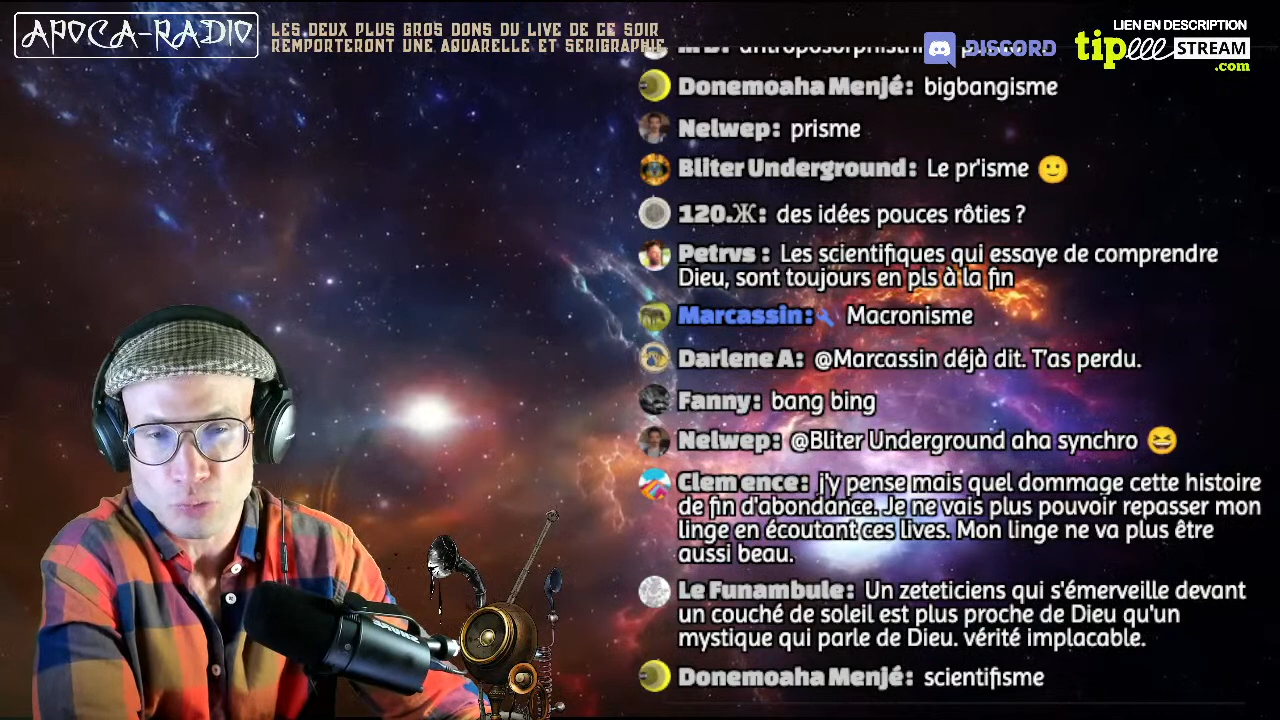 APOCA-RADIO
LES DEUX PLUS GROS DONS DU LIVE DE CE SOIR
REMPORTERONT UNE AQUARELLE ET SERIGRAPHIE
DISCORD
LIEN EN DESCRIPTION
tipeee STREAM
.com
Donemoaha Menjé: bigbangisme
Nelwep: prisme
Bliter Underground: Le pr'isme 🙂
120.Ж: des idées pouces rôties ?
Petrvs : Les scientifiques qui essaye de comprendre
Dieu, sont toujours en pls à la fin
Marcassin: Macronisme
Darlene A: @Marcassin déjà dit. T'as perdu.
Fanny: bang bing
Nelwep: @Bliter Underground aha synchro 😆
Clem ence: j'y pense mais quel dommage cette histoire
de fin d'abondance. Je ne vais plus pouvoir repasser mon
linge en écoutant ces lives. Mon linge ne va plus être
aussi beau.
Le Funambule: Un zeteticiens qui s'émerveille devant
un couché de soleil est plus proche de Dieu qu'un
mystique qui parle de Dieu. vérité implacable.
Donemoaha Menjé: scientifisme